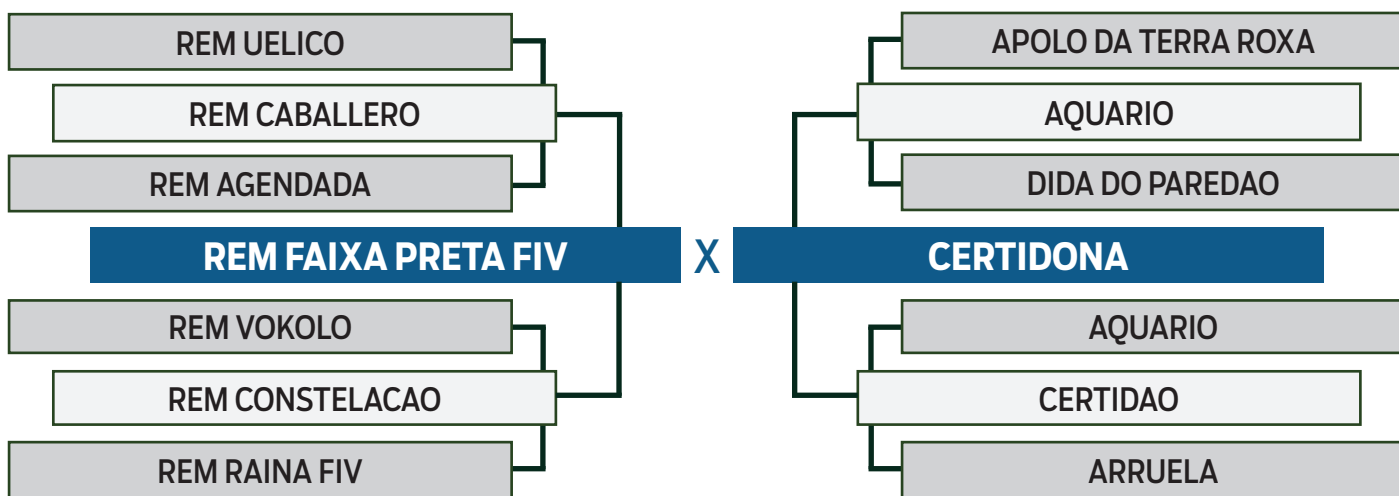 REM UELICO
APOLO DA TERRA ROXA
REM CABALLERO
AQUARIO
REM AGENDADA
DIDA DO PAREDAO
REM FAIXA PRETA FIV X CERTIDONA
REM VOKOLO
AQUARIO
REM CONSTELACAO
CERTIDAO
REM RAINA FIV
ARRUELA